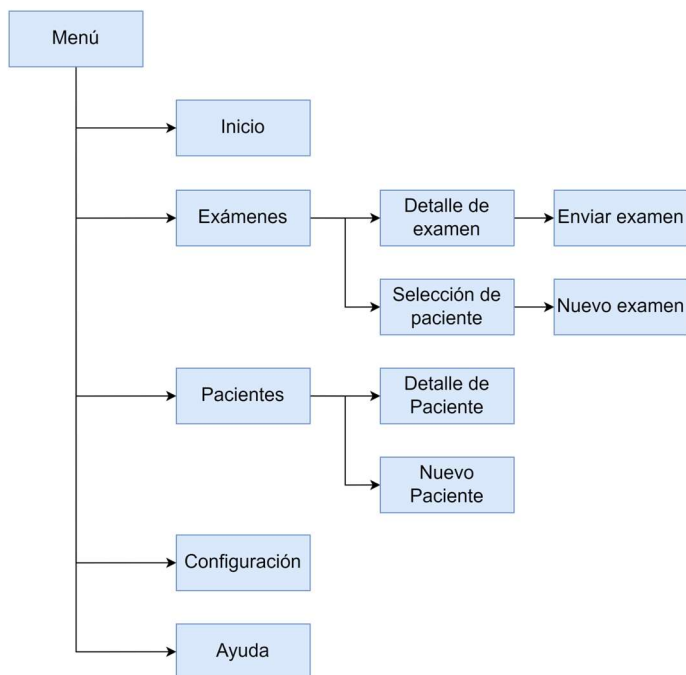 Menú
Inicio
Exámenes
Detalle de
examen
Enviar examen
Selección de
paciente
Nuevo examen
Pacientes
Detalle de
Paciente
Nuevo
Paciente
Configuración
Ayuda